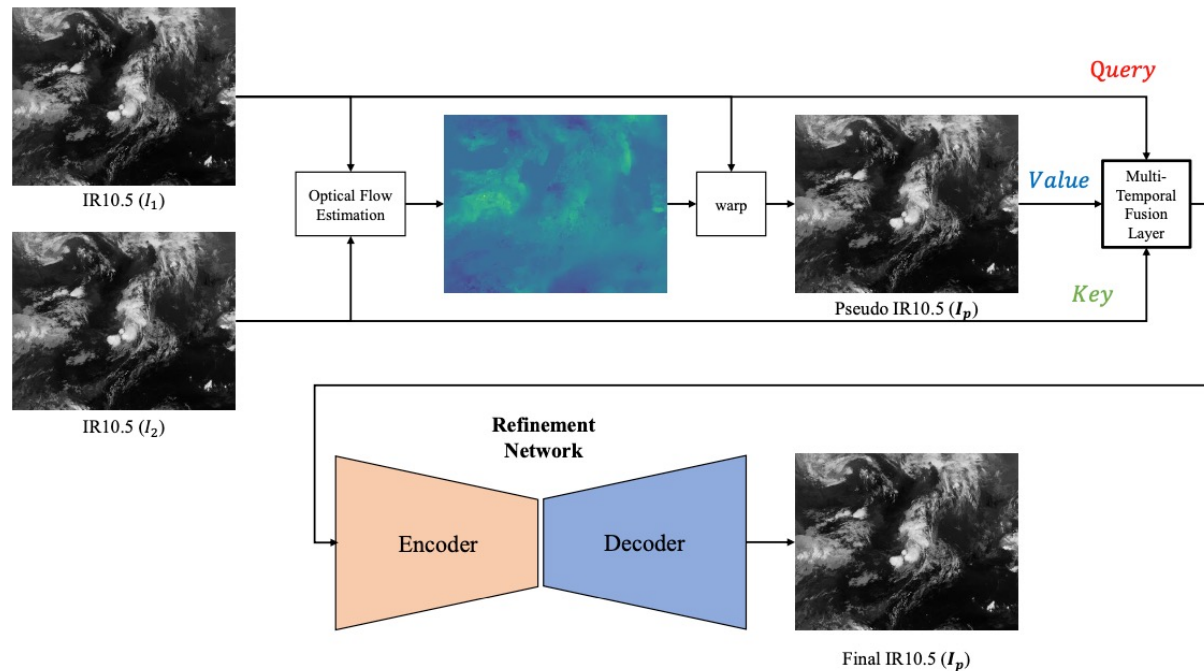 IR10.5 (I₁)
IR10.5 (I₂)
Optical Flow
Estimation
warp
Pseudo IR10.5 (Iₚ)
Query
Value
Key
Multi-
Temporal
Fusion
Layer
Refinement
Network
Encoder
Decoder
Final IR10.5 (Iₚ)